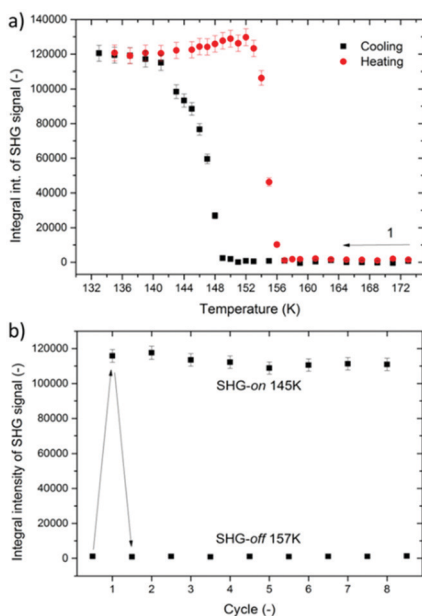 a)
140000
120000
100000
80000
60000
40000
20000
0
Integral int. of SHG signal (-)
Cooling
Heating
1
132 136 140 144 148 152 156 160 164 168 172
Temperature (K)
b)
120000
100000
80000
60000
40000
20000
0
Integral intensity of SHG signal (-)
SHG-on 145K
SHG-off 157K
1 2 3 4 5 6 7 8
Cycle (-)